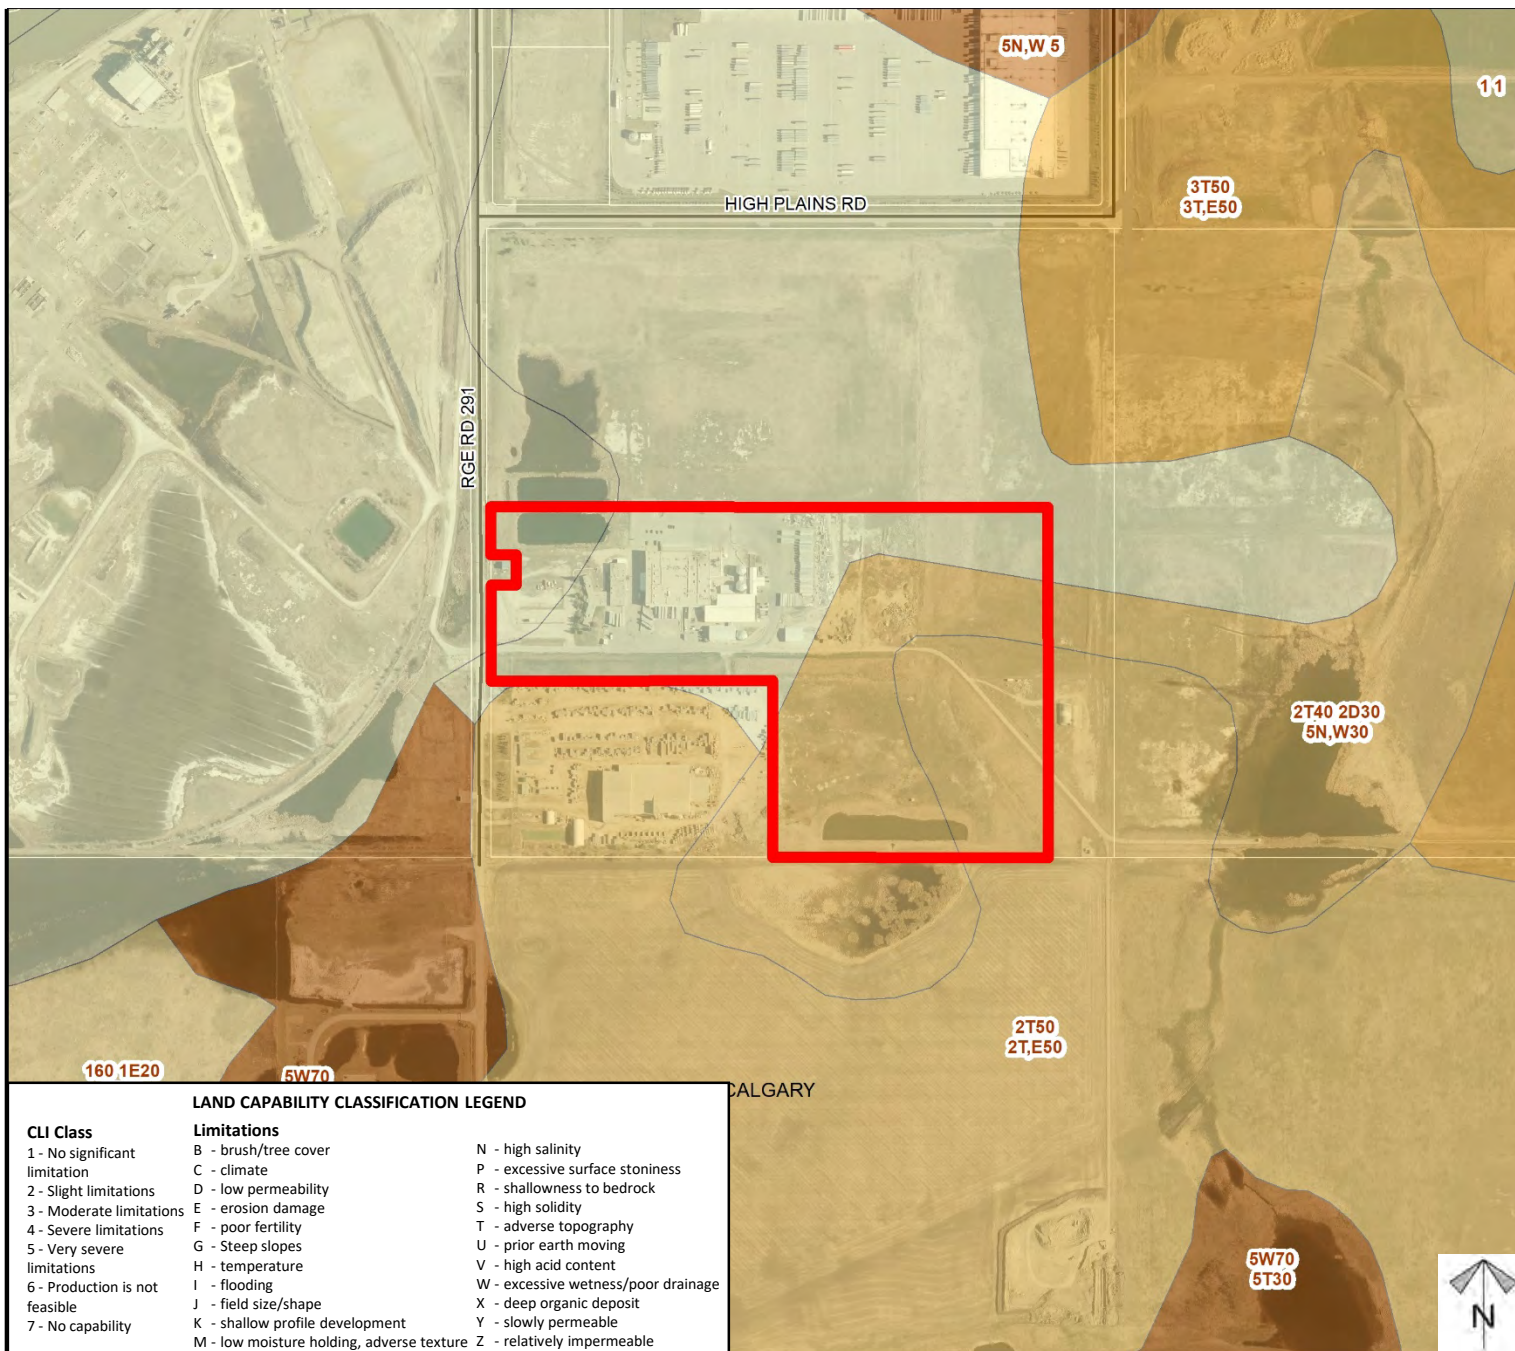 5N,W 5
11
3T50
3T,E50
HIGH PLAINS RD
RGE RD 291
2T40 2D30
5N,W30
2T50
2T,E50
160 1E20
5W70
CALGARY
5W70
5T30
N
LAND CAPABILITY CLASSIFICATION LEGEND
CLI Class
1 - No significant
limitation
2 - Slight limitations
3 - Moderate limitations
4 - Severe limitations
5 - Very severe
limitations
6 - Production is not
feasible
7 - No capability
Limitations
B - brush/tree cover
C - climate
D - low permeability
E - erosion damage
F - poor fertility
G - Steep slopes
H - temperature
I - flooding
J - field size/shape
K - shallow profile development
M - low moisture holding, adverse texture
N - high salinity
P - excessive surface stoniness
R - shallowness to bedrock
S - high solidity
T - adverse topography
U - prior earth moving
V - high acid content
W - excessive wetness/poor drainage
X - deep organic deposit
Y - slowly permeable
Z - relatively impermeable